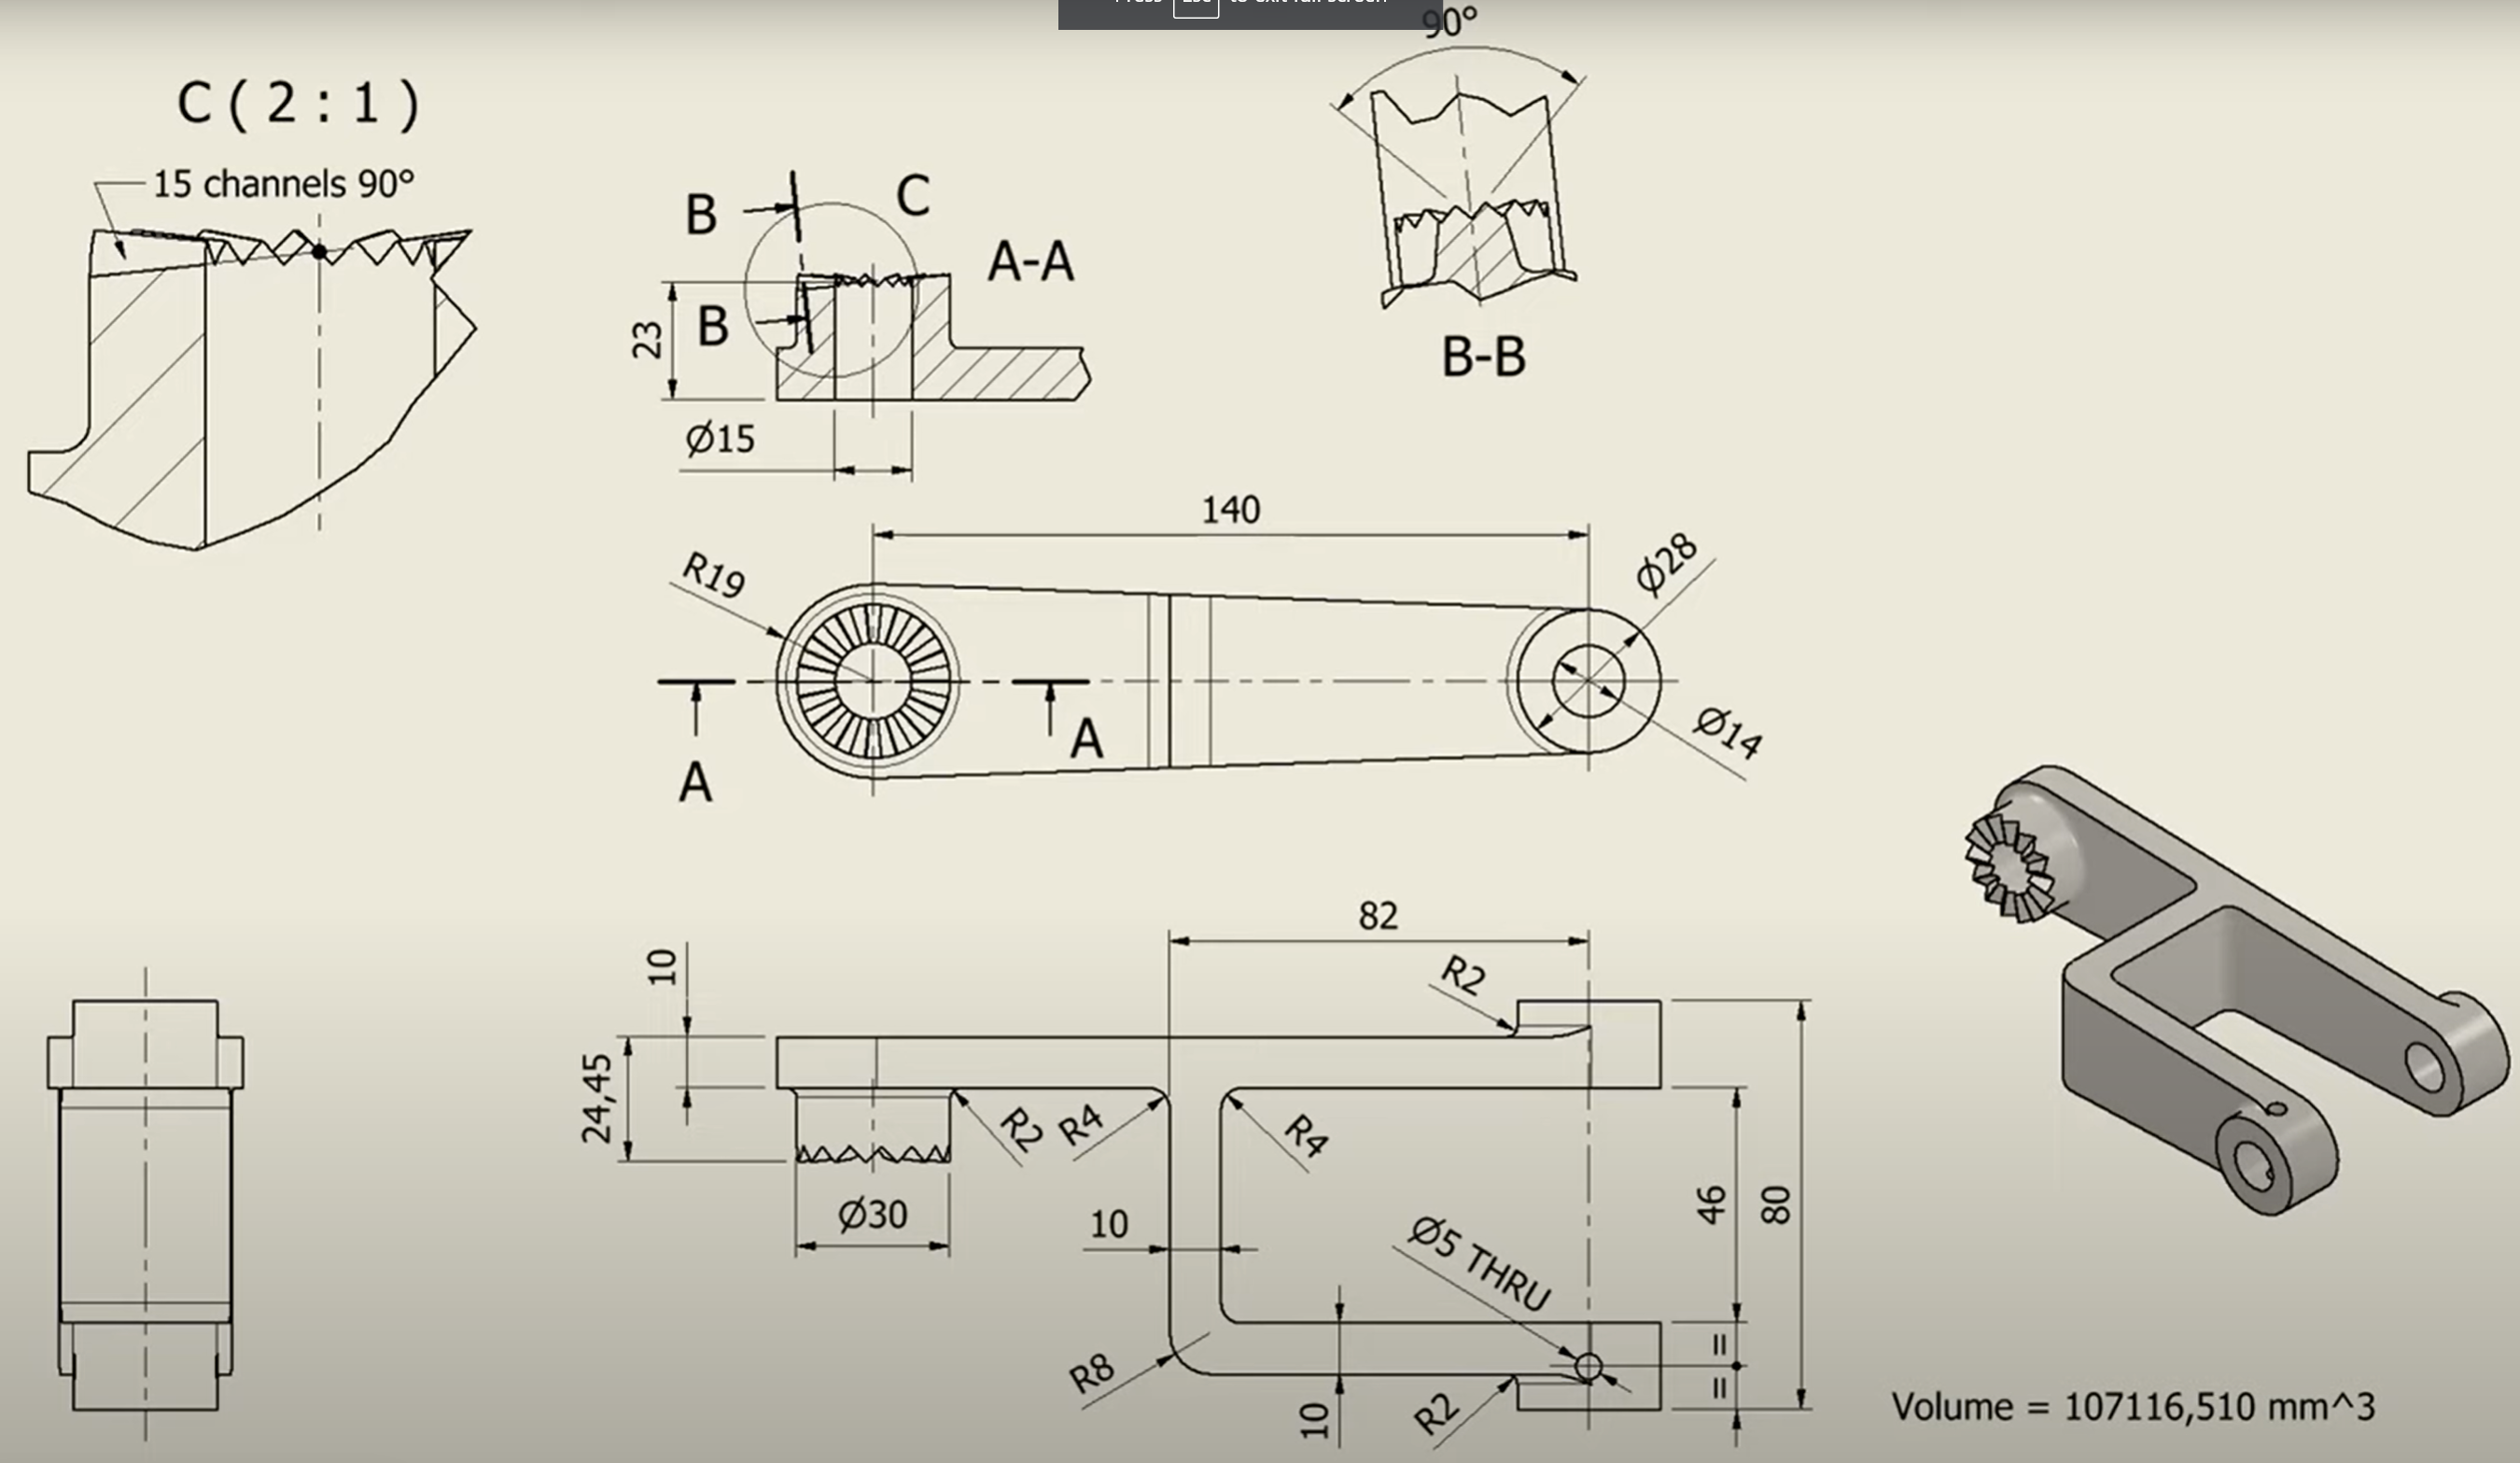 Press Esc to exit full screen
90°
C ( 2 : 1 )
15 channels 90°
B
C
A-A
B
23
B-B
Ø15
140
R19
Ø28
A
A
Ø14
82
10
R2
24,45
R2
R4
R4
46
80
Ø30
10
Ø5 THRU
=
=
R8
10
R2
Volume = 107116,510 mm^3